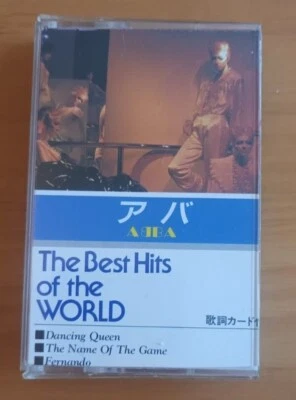 アバ
ABBA
The Best Hits
of the
WORLD
歌詞カード
■Dancing Queen
■The Name Of The Game
■Fernando